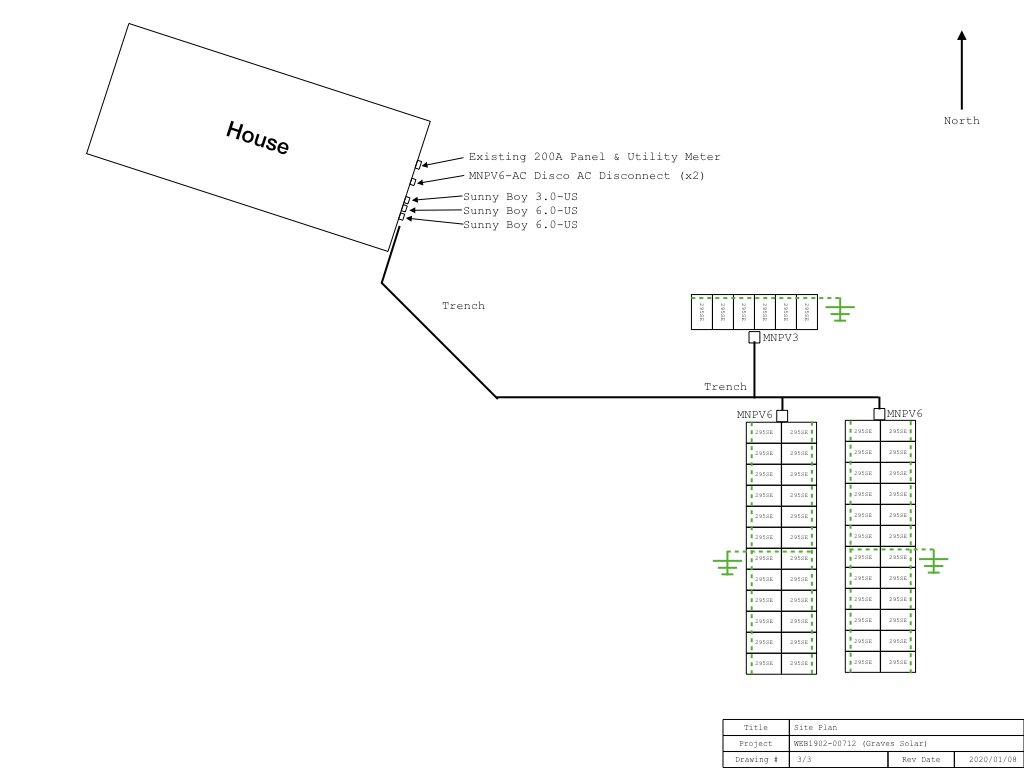 House
North
Existing 200A Panel & Utility Meter
MNPV6-AC Disco AC Disconnect (x2)
Sunny Boy 3.0-US
Sunny Boy 6.0-US
Sunny Boy 6.0-US
Trench
295SE 295SE 295SE 295SE 295SE 295SE
MNPV3
Trench
MNPV6 MNPV6
295SE 295SE 295SE 295SE
295SE 295SE 295SE 295SE
295SE 295SE 295SE 295SE
295SE 295SE 295SE 295SE
295SE 295SE 295SE 295SE
295SE 295SE 295SE 295SE
295SE 295SE 295SE 295SE
295SE 295SE 295SE 295SE
295SE 295SE 295SE 295SE
295SE 295SE 295SE 295SE
295SE 295SE 295SE 295SE
295SE 295SE 295SE 295SE
Title Site Plan
Project WEB1902-00712 (Graves Solar)
Drawing # 3/3 Rev Date 2020/01/08